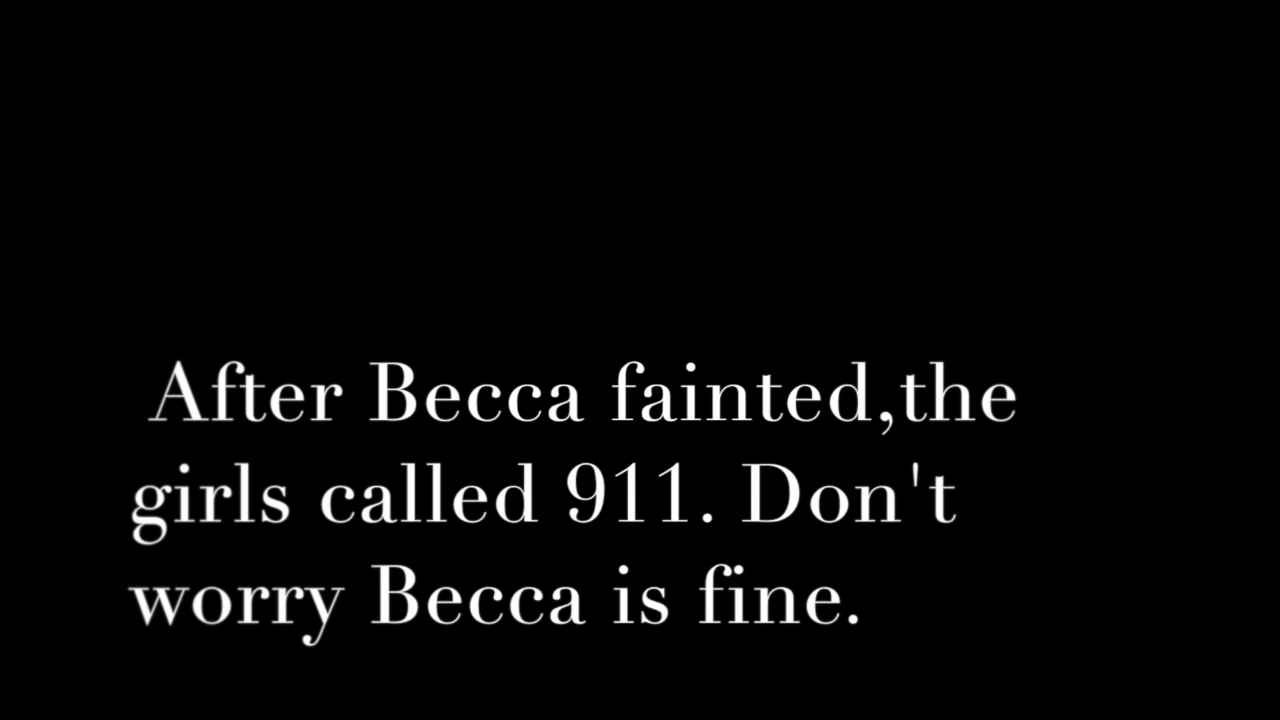 After Becca fainted,the
girls called 911. Don't
worry Becca is fine.